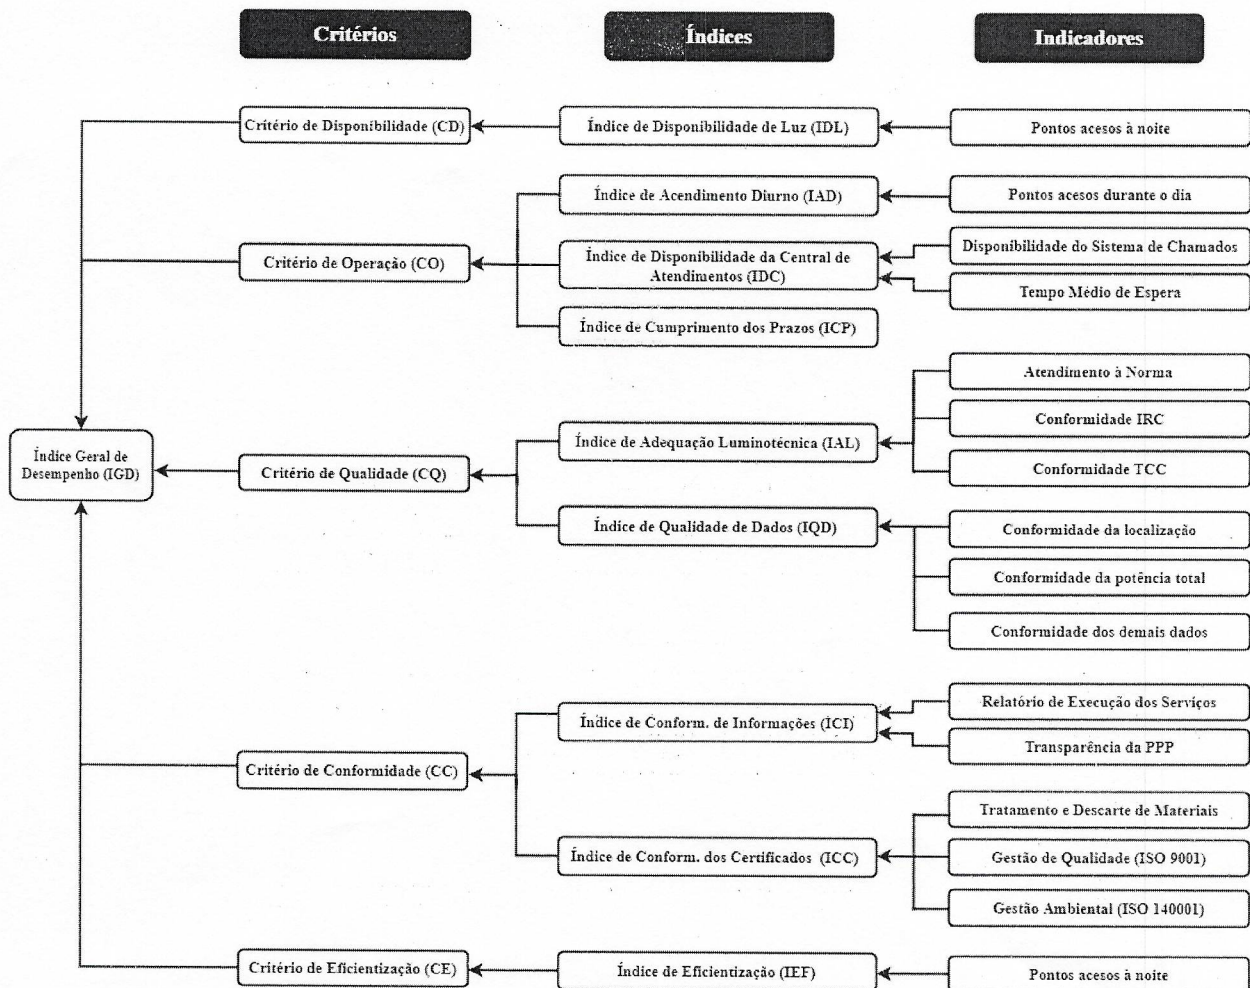 Critérios
Índices
Indicadores
Critério de Disponibilidade (CD)
Índice de Disponibilidade de Luz (IDL)
Pontos acesos à noite
Índice de Acendimento Diurno (IAD)
Pontos acesos durante o dia
Critério de Operação (CO)
Índice de Disponibilidade da Central de
Atendimentos (IDC)
Disponibilidade do Sistema de Chamados
Tempo Médio de Espera
Índice de Cumprimento dos Prazos (ICP)
Índice Geral de
Desempenho (IGD)
Critério de Qualidade (CQ)
Índice de Adequação Luminotécnica (IAL)
Atendimento à Norma
Conformidade IRC
Conformidade TCC
Índice de Qualidade de Dados (IQD)
Conformidade da localização
Conformidade da potência total
Conformidade dos demais dados
Critério de Conformidade (CC)
Índice de Conform. de Informações (ICI)
Relatório de Execução dos Serviços
Transparência da PPP
Índice de Conform. dos Certificados (ICC)
Tratamento e Descarte de Materiais
Gestão de Qualidade (ISO 9001)
Gestão Ambiental (ISO 140001)
Critério de Eficientização (CE)
Índice de Eficientização (IEF)
Pontos acesos à noite